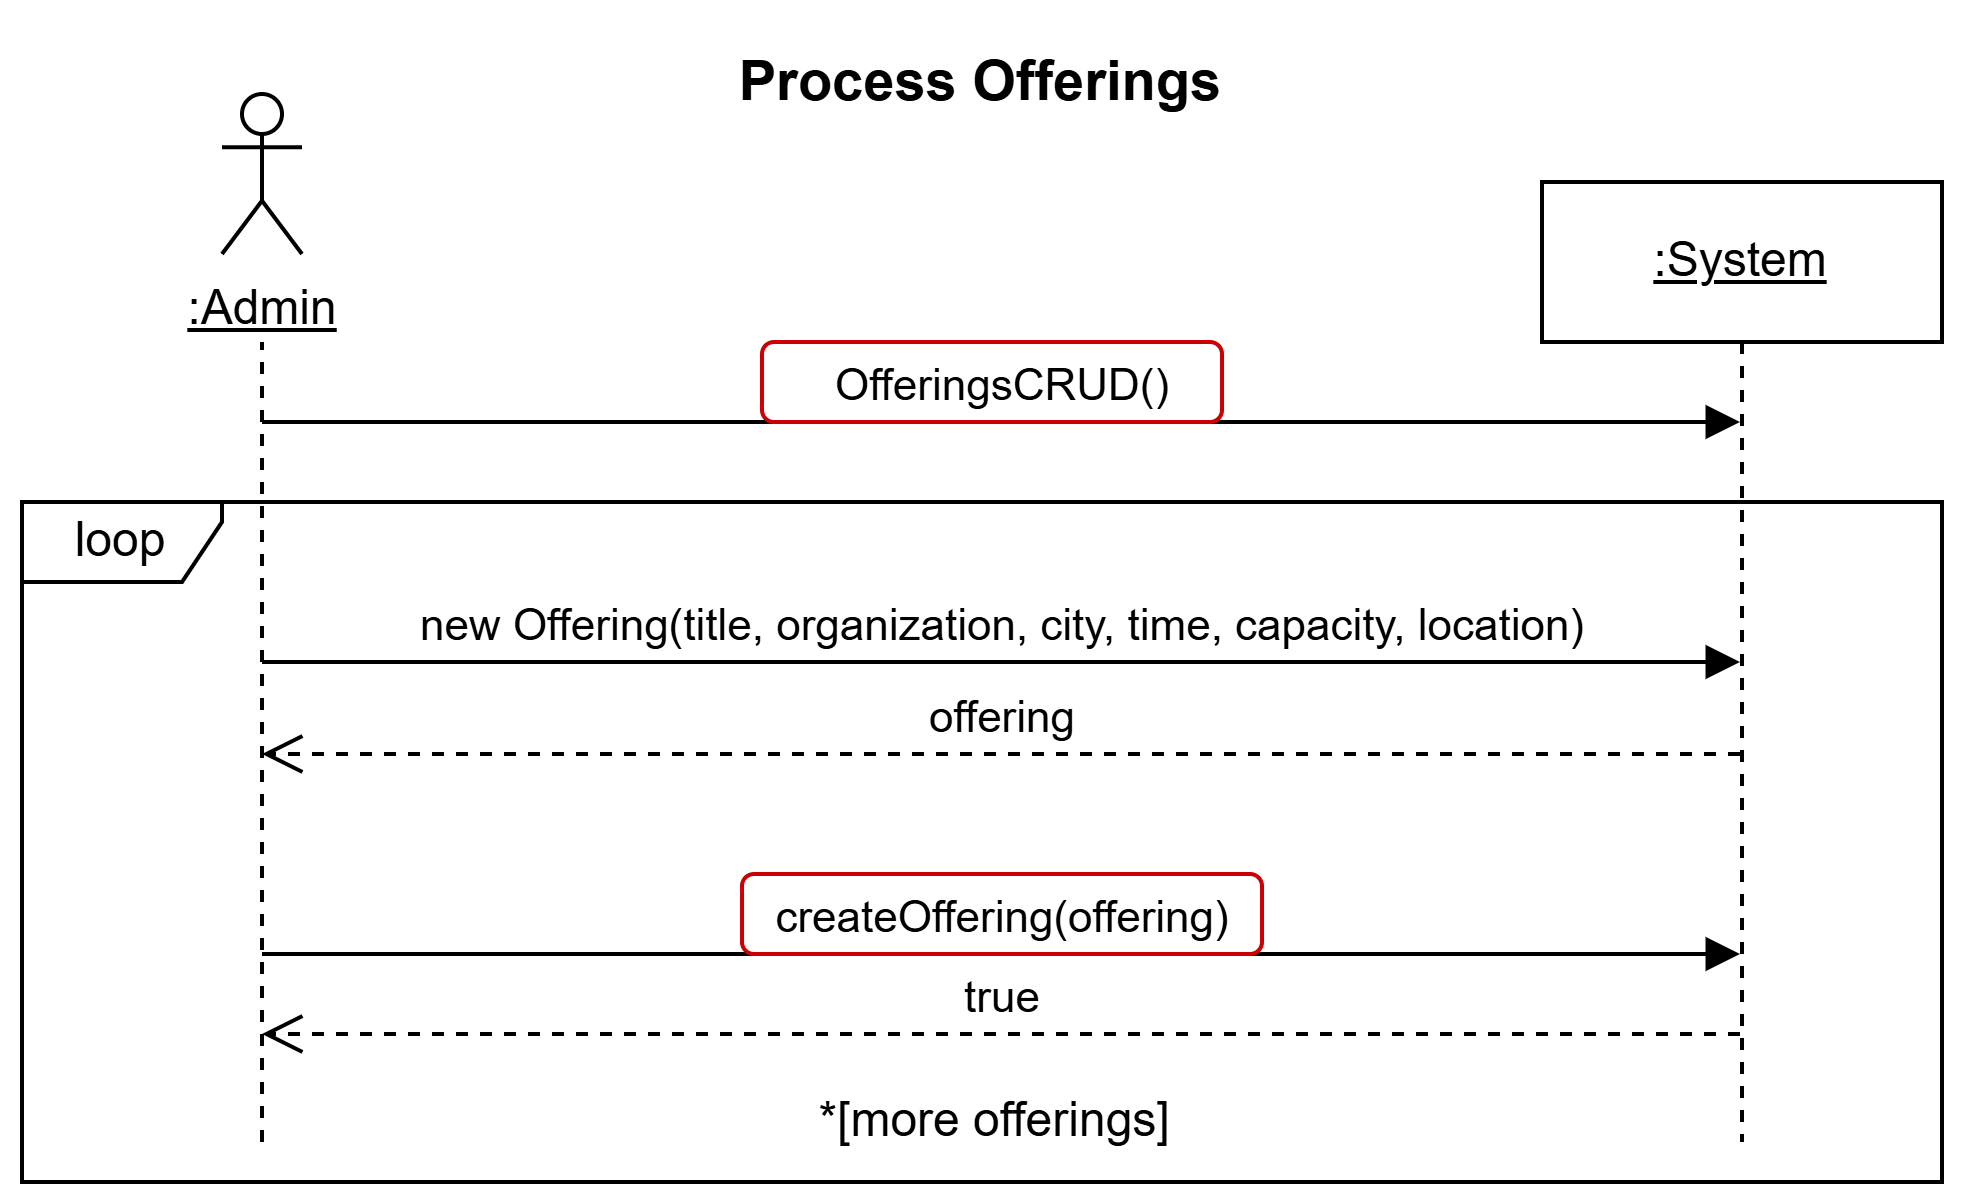 Process Offerings
:System
:Admin
OfferingsCRUD()
loop
new Offering(title, organization, city, time, capacity, location)
offering
createOffering(offering)
true
*[more offerings]